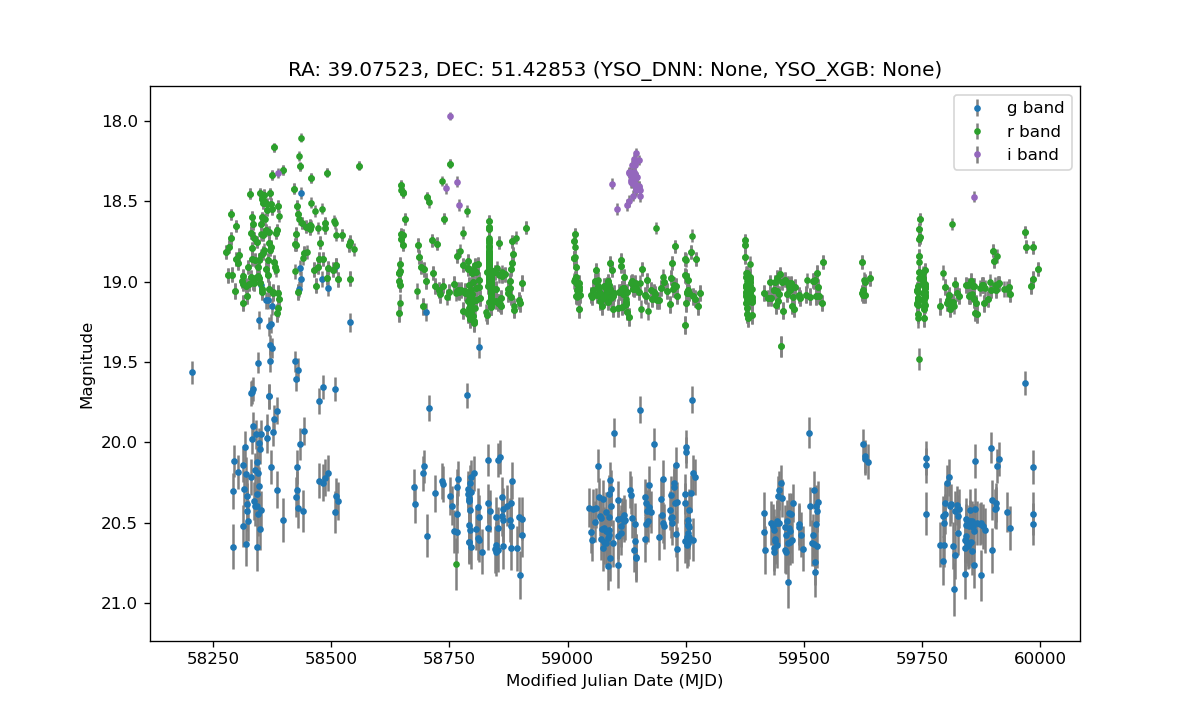 RA: 39.07523, DEC: 51.42853 (YSO_DNN: None, YSO_XGB: None)
g band
r band
i band
18.0
18.5
19.0
19.5
20.0
20.5
21.0
Magnitude
58250 58500 58750 59000 59250 59500 59750 60000
Modified Julian Date (MJD)